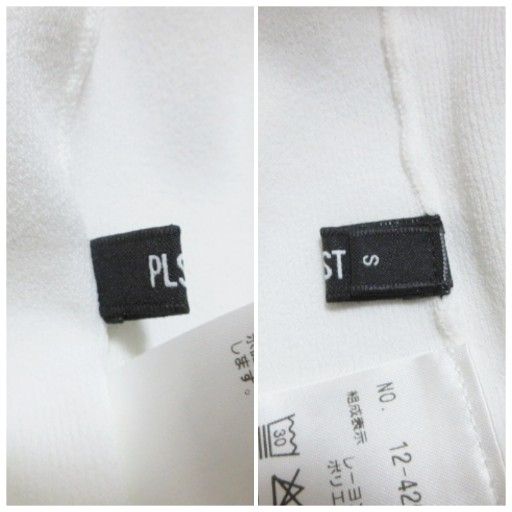 PLS
します。
ST
S
NO. 12-42
組成表示
レーヨン
ポリエ
30